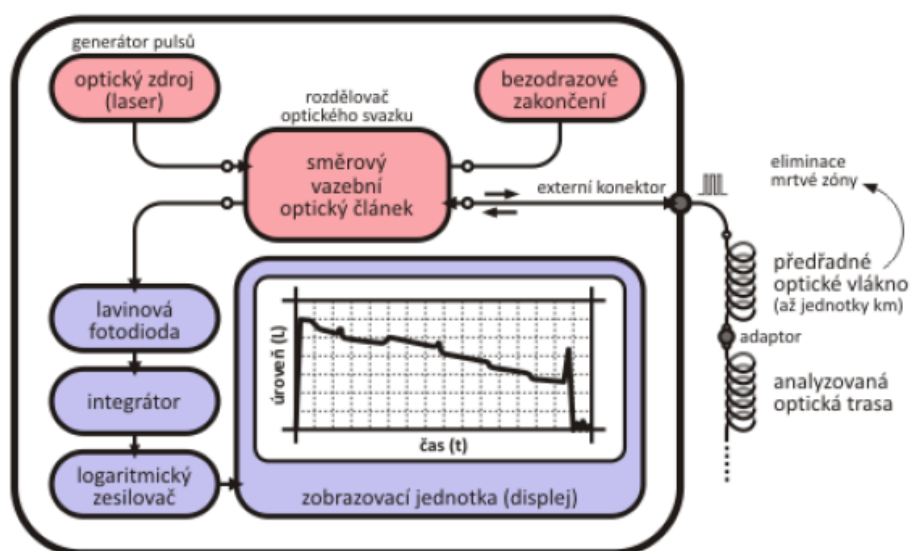 generátor pulsů
optický zdroj
(laser)
bezodrazové
zakončení
rozdělovač
optického svazku
směrový
vazební
optický článek
externí konektor
eliminace
mrtvé zóny
předřadné
optické vlákno
(až jednotky km)
adaptor
analyzovaná
optická trasa
lavinová
fotodioda
integrátor
logaritmický
zesilovač
úroveň (L)
čas (t)
zobrazovací jednotka (displej)